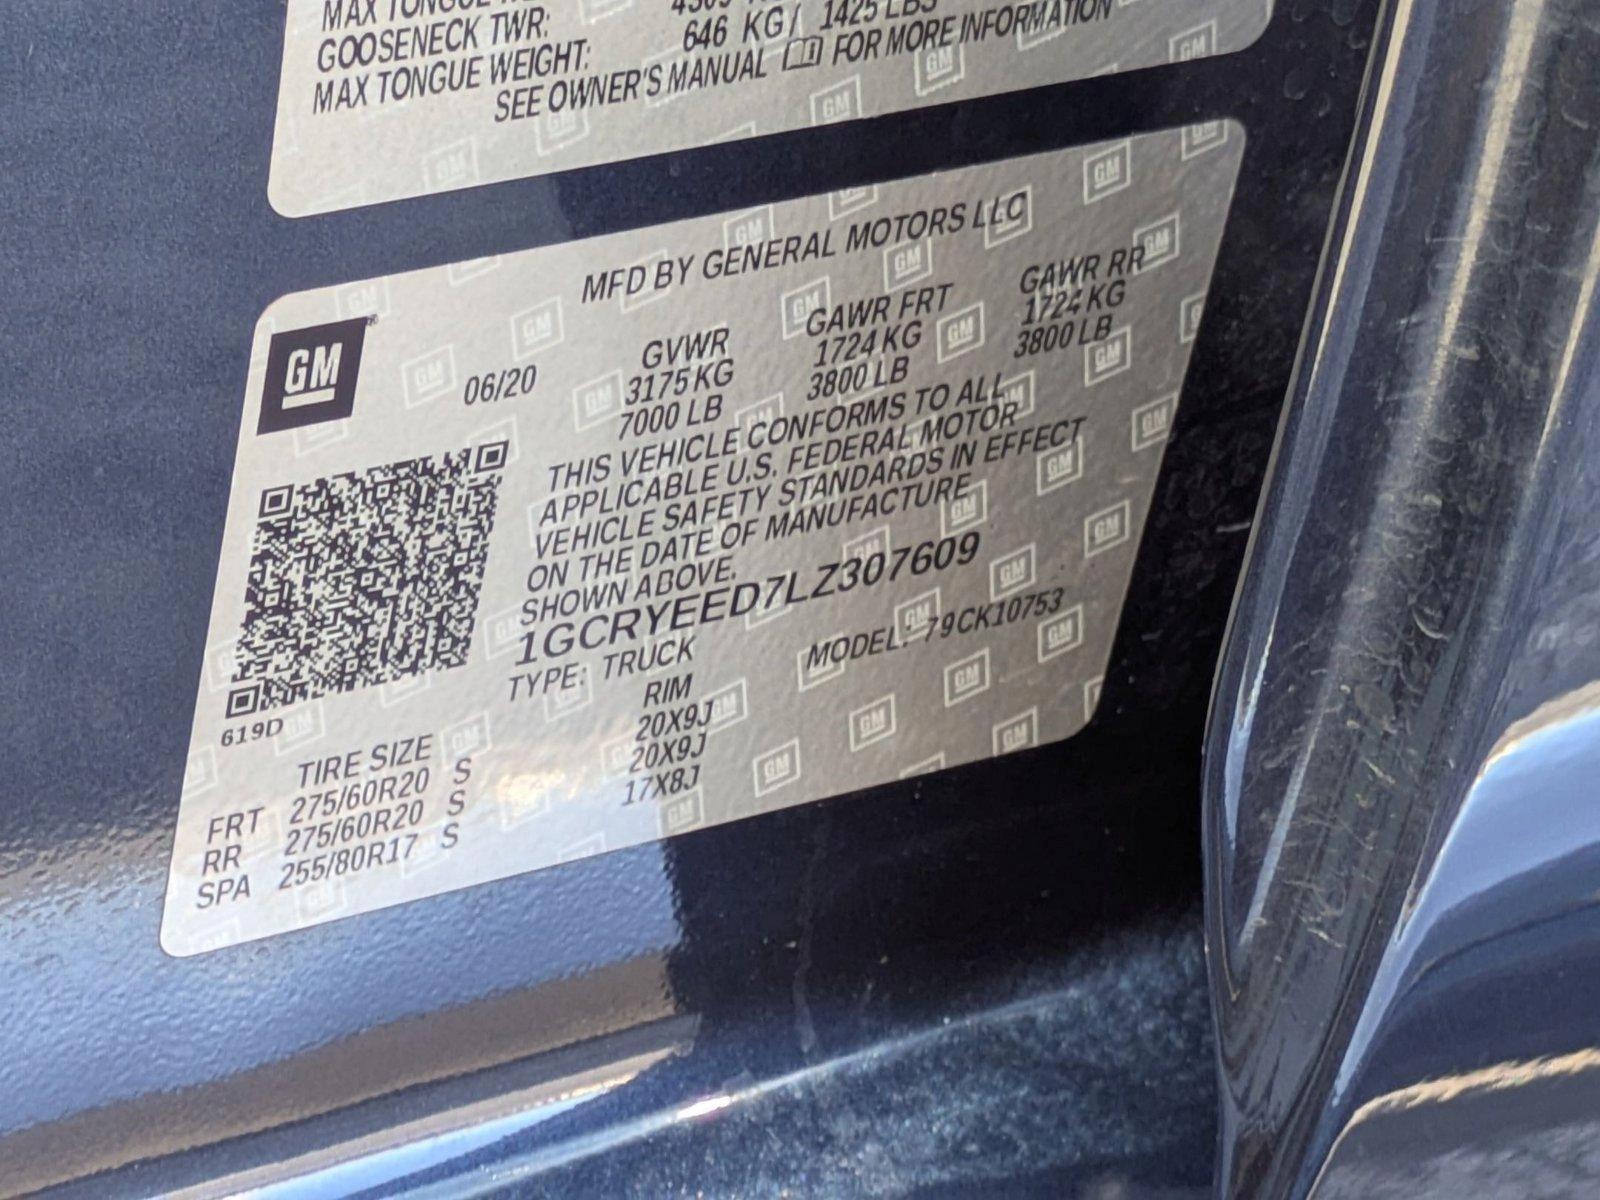 MAX TONGUE
GOOSENECK TWR:
MAX TONGUE WEIGHT: 646 KG / 1425 LBS
SEE OWNER'S MANUAL FOR MORE INFORMATION
MFD BY GENERAL MOTORS LLC
GM
06/20
GVWR GAWR FRT GAWR RR
3175 KG 1724 KG 1724 KG
7000 LB 3800 LB 3800 LB
THIS VEHICLE CONFORMS TO ALL
APPLICABLE U.S. FEDERAL MOTOR
VEHICLE SAFETY STANDARDS IN EFFECT
ON THE DATE OF MANUFACTURE
SHOWN ABOVE.
1GCRYEED7LZ307609
TYPE: TRUCK MODEL: 79CK10753
619D
TIRE SIZE RIM
FRT 275/60R20 S 20X9J
RR 275/60R20 S 20X9J
SPA 255/80R17 S 17X8J